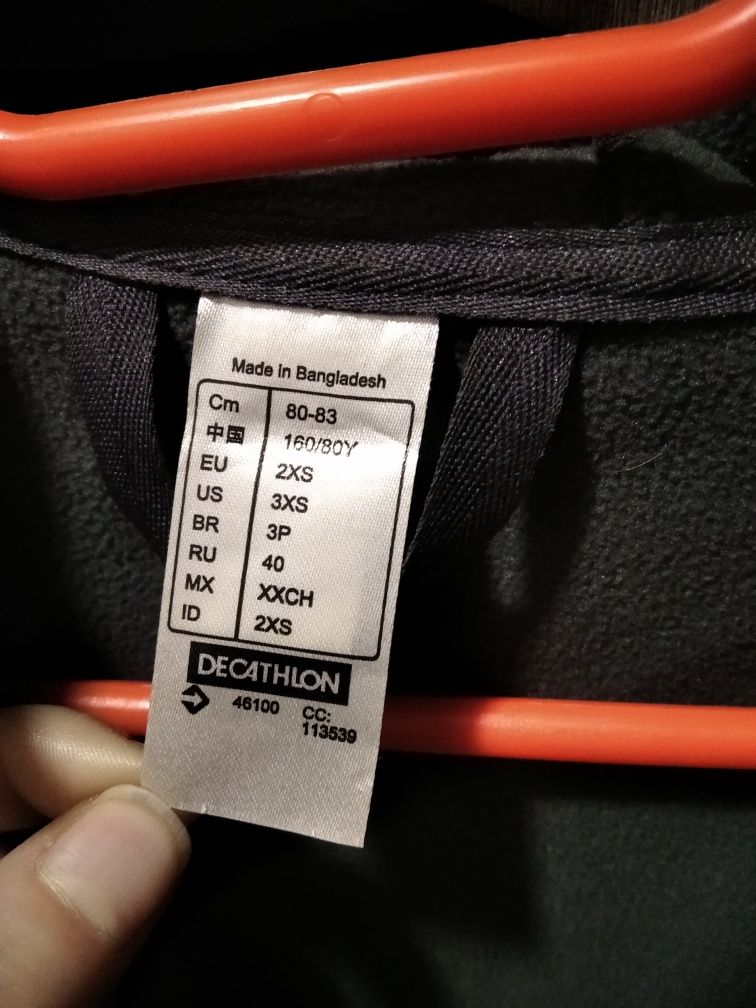 Made in Bangladesh
Cm 80-83
中国 160/80Y
EU 2XS
US 3XS
BR 3P
RU 40
MX XXCH
ID 2XS
DECATHLON
46100 CC:
113539